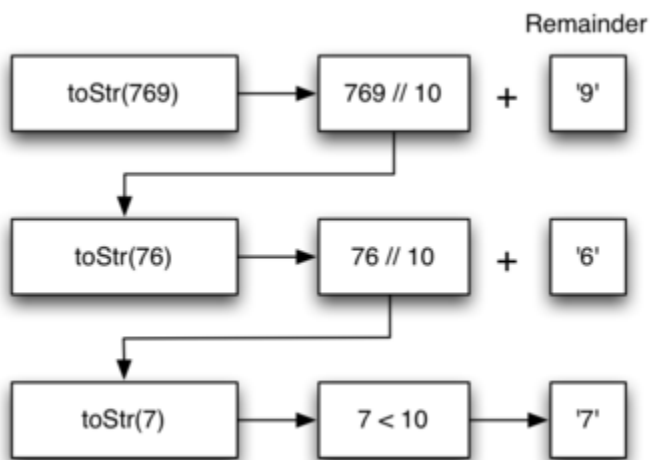 Remainder
toStr(769) 769 // 10 + '9'
toStr(76) 76 // 10 + '6'
toStr(7) 7 < 10 '7'